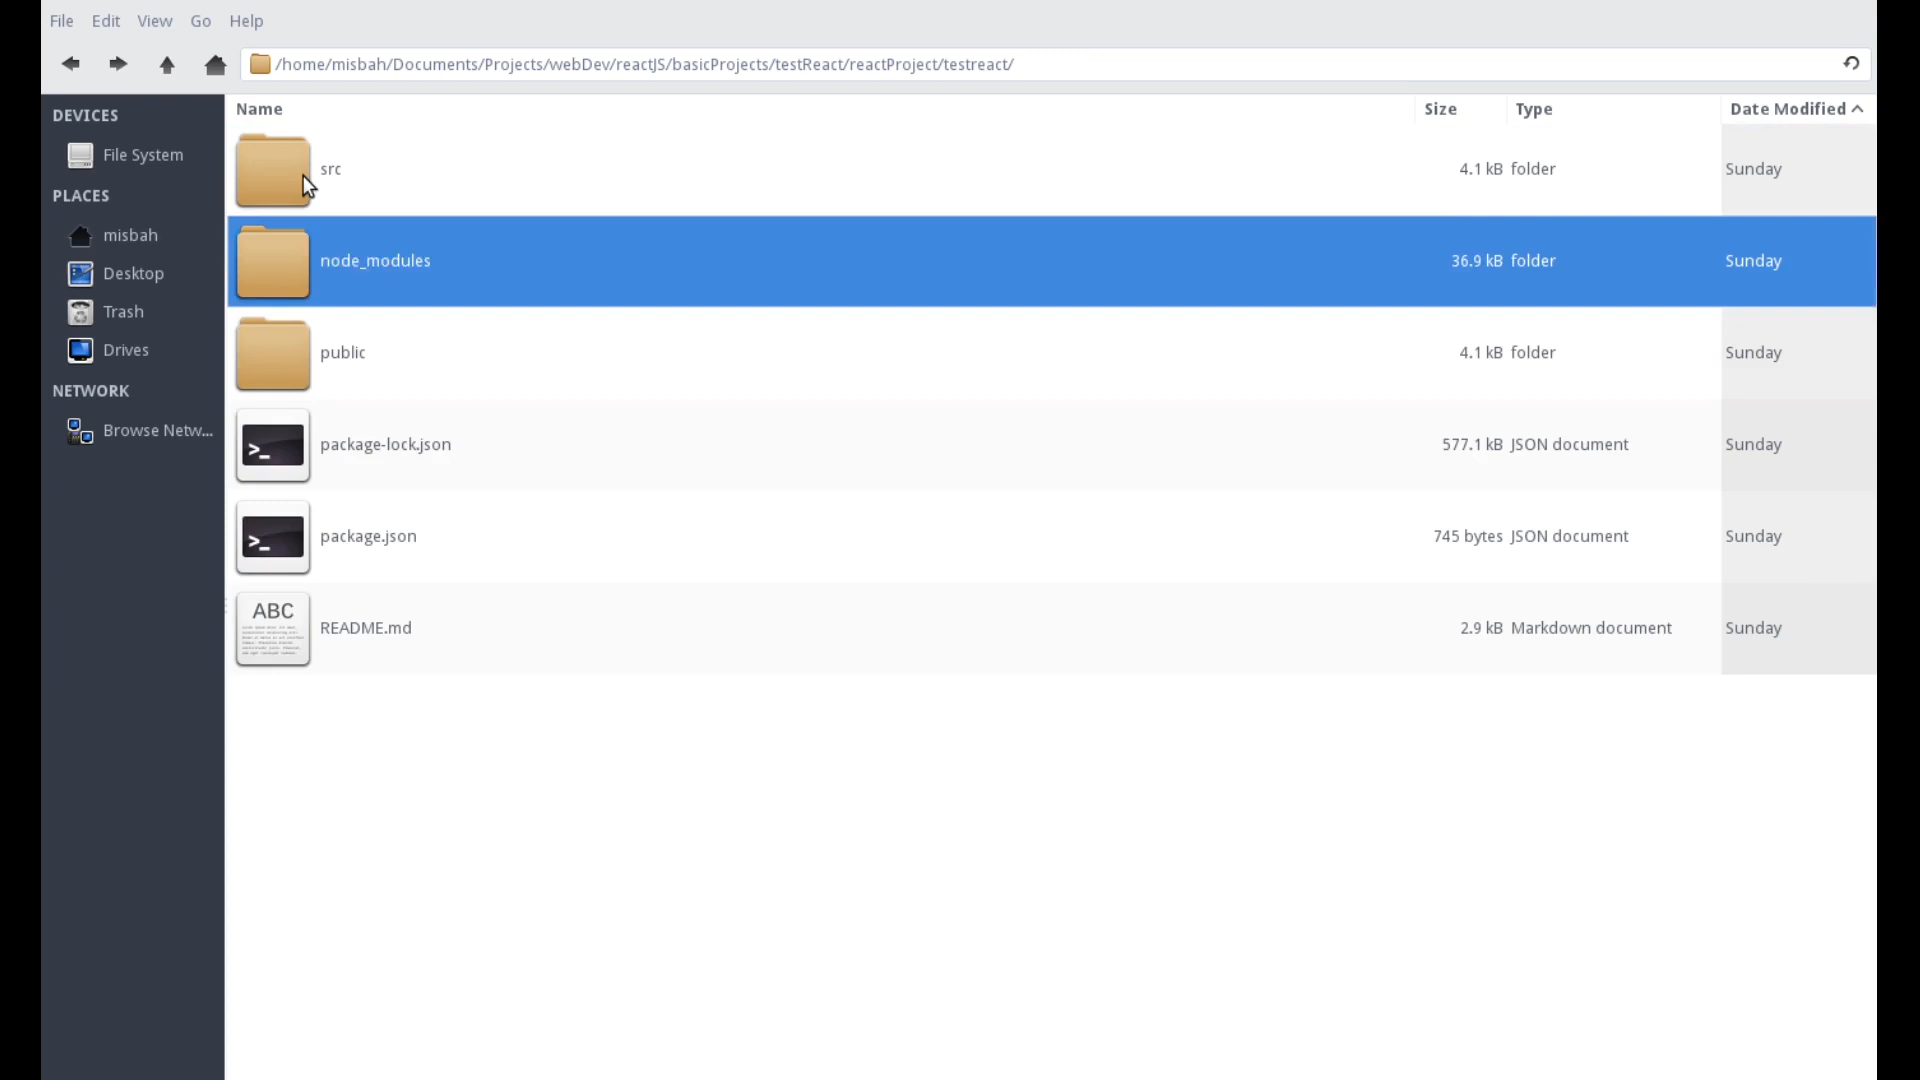 File Edit View Go Help
/home/misbah/Documents/Projects/webDev/reactJS/basicProjects/testReact/reactProject/testreact/
DEVICES
File System
PLACES
misbah
Desktop
Trash
Drives
NETWORK
Browse Netw...
Name Size Type Date Modified
src 4.1 kB folder Sunday
node_modules 36.9 kB folder Sunday
public 4.1 kB folder Sunday
package-lock.json 577.1 kB JSON document Sunday
package.json 745 bytes JSON document Sunday
ABC
README.md 2.9 kB Markdown document Sunday